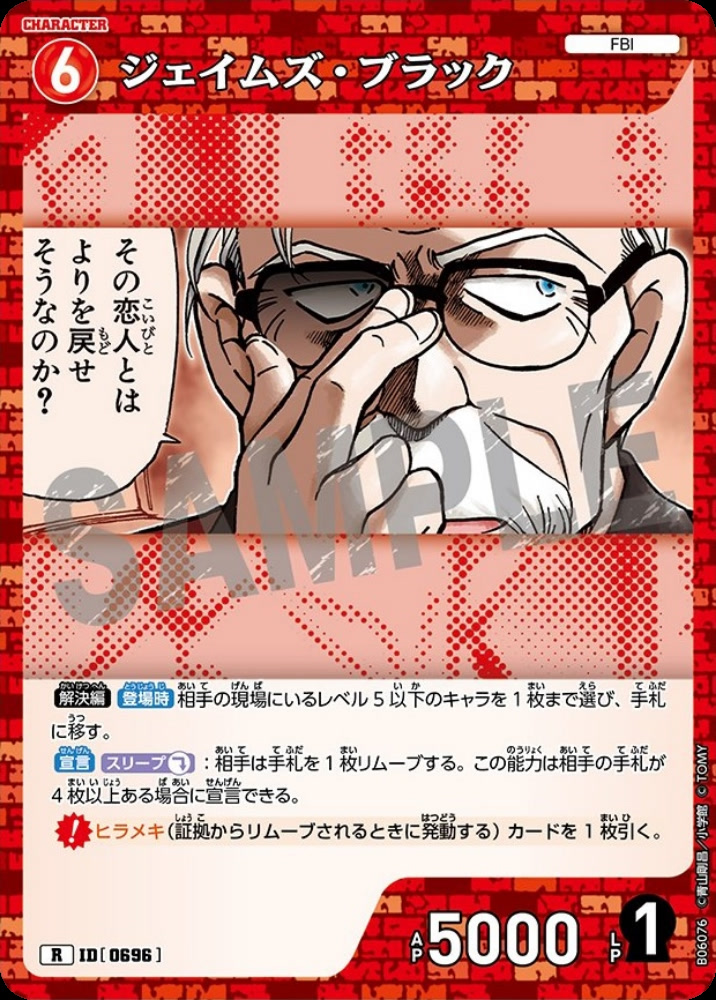 CHARACTER
FBI
6
ジェイムズ・ブラック
その恋人とは
よりを戻せ
そうなのか?
SAMPLE
解決編 登場時 相手の現場にいるレベル5以下のキャラを1枚まで選び、手札
に移す。
宣言 スリープ：相手は手札を1枚リムーブする。この能力は相手の手札が
4枚以上ある場合に宣言できる。
ヒラメキ(証拠からリムーブされるときに発動する) カードを1枚引く。
R ID[0696]
AP 5000 LP 1
B06076 ©青山剛昌／小学館 ©TOMY